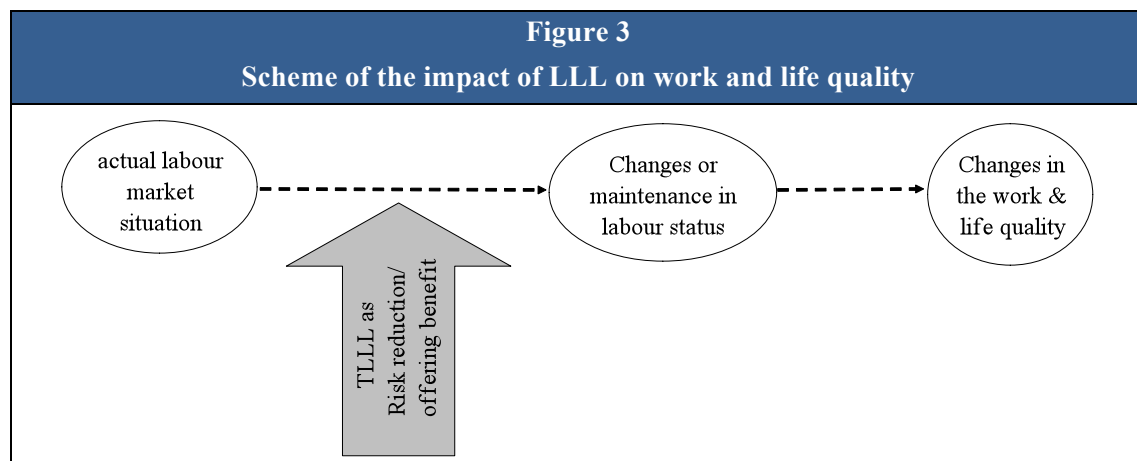 Figure 3
Scheme of the impact of LLL on work and life quality
actual labour
market
situation
Changes or
maintenance in
labour status
Changes in
the work &
life quality
TLLL as
Risk reduction/
offering benefit